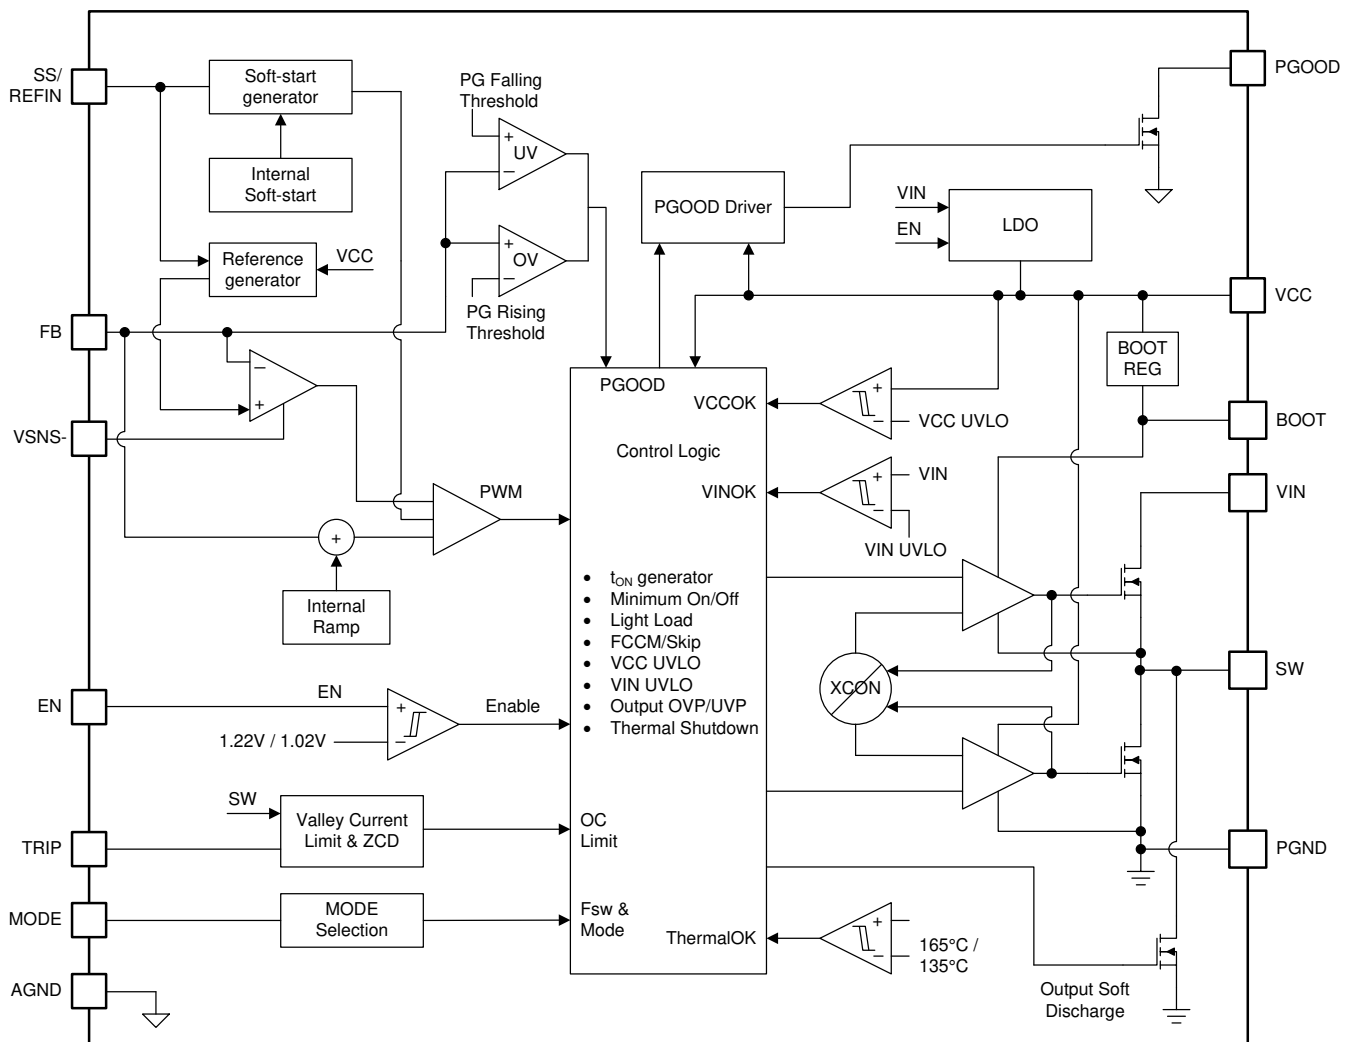 SS/
REFIN
Soft-start
generator
Internal
Soft-start
Reference
generator
VCC
PG Falling
Threshold
+
UV
−
+
OV
−
PG Rising
Threshold
PGOOD Driver
VIN
EN
LDO
PGOOD
VCC
BOOT
REG
BOOT
VIN
SW
PGND
FB
−
+
VSNS-
PWM
+
Internal
Ramp
EN
EN
+
−
1.22V / 1.02V
Enable
SW
Valley Current
Limit & ZCD
TRIP
MODE
MODE
Selection
AGND
PGOOD
VCCOK
Control Logic
VINOK
• tON generator
• Minimum On/Off
• Light Load
• FCCM/Skip
• VCC UVLO
• VIN UVLO
• Output OVP/UVP
• Thermal Shutdown
OC
Limit
Fsw &
Mode
ThermalOK
+
−
VCC UVLO
+
−
VIN
VIN UVLO
XCON
+
−
165°C /
135°C
Output Soft
Discharge